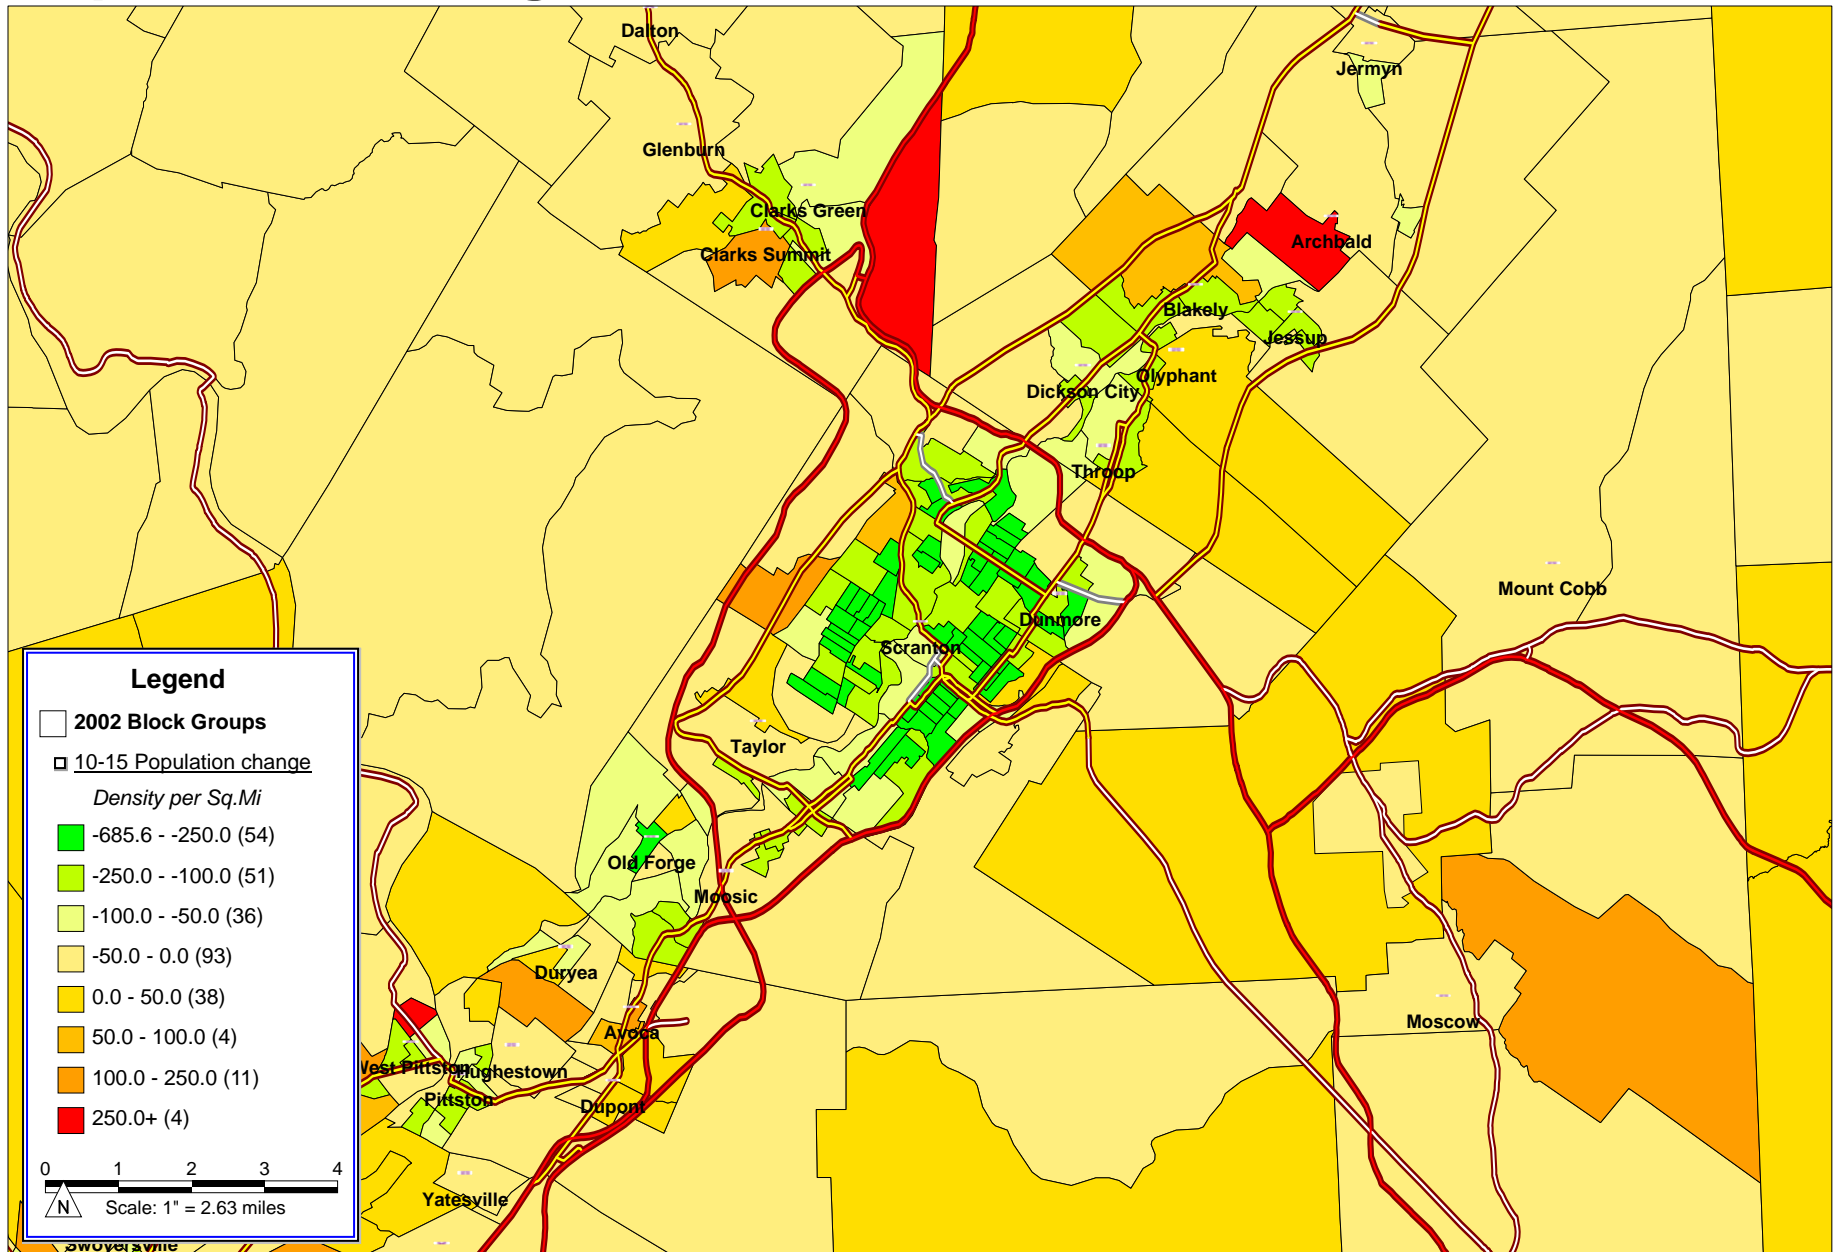 Dalton
Jermyn
Glenburn
Clarks Green
Clarks Summit
Archbald
Blakely
Jessup
Olyphant
Dickson City
Throop
Mount Cobb
Dunmore
Scranton
Taylor
Old Forge
Moosic
Duryea
Moscow
Avoca
West Pittston
Hughestown
Pittston
Dupont
Yatesville
Swoyersville
Legend
2002 Block Groups
10-15 Population change
Density per Sq.Mi
-685.6 - -250.0 (54)
-250.0 - -100.0 (51)
-100.0 - -50.0 (36)
-50.0 - 0.0 (93)
0.0 - 50.0 (38)
50.0 - 100.0 (4)
100.0 - 250.0 (11)
250.0+ (4)
0 1 2 3 4
N
Scale: 1" = 2.63 miles